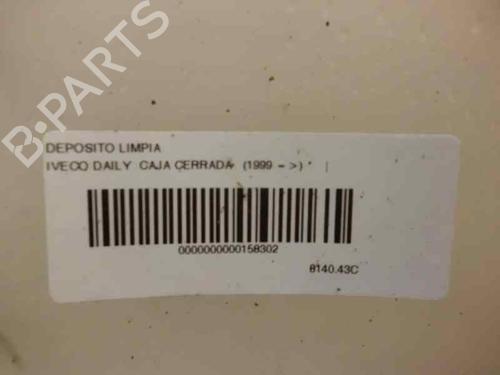 B-PARTS
DEPOSITO LIMPIA
IVECO DAILY CAJA CERRADA (1999 = >) * |
0000000000158302
8140.43C